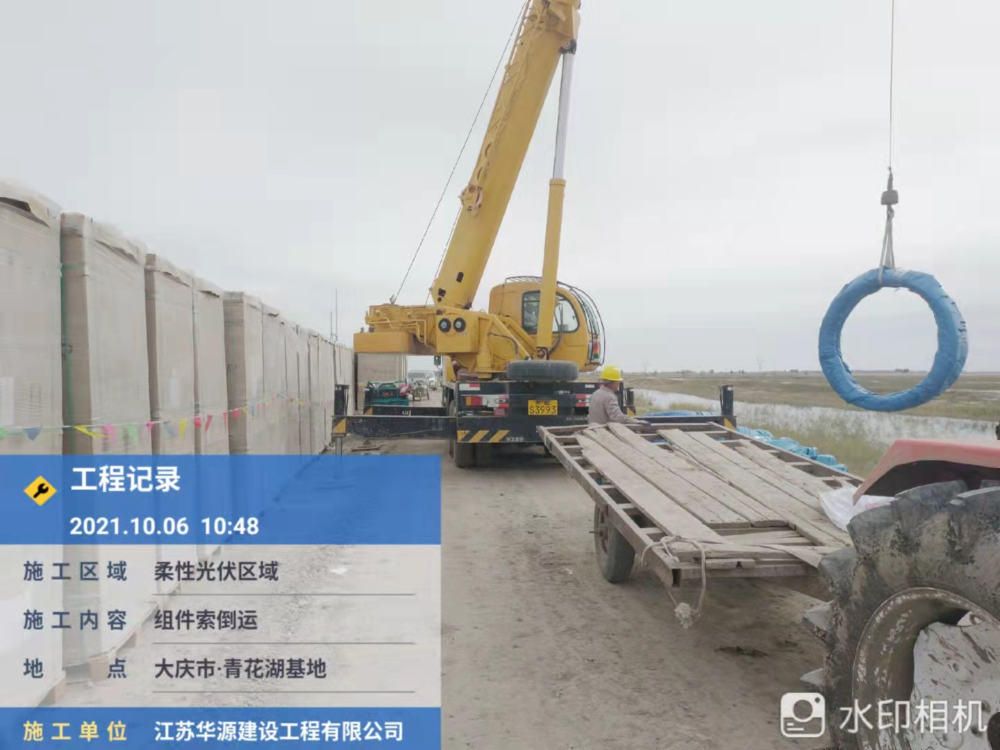 S3993
工程记录
2021.10.06 10:48
施工区域 柔性光伏区域
施工内容 组件索倒运
地点 大庆市·青花湖基地
施工单位 江苏华源建设工程有限公司
水印相机